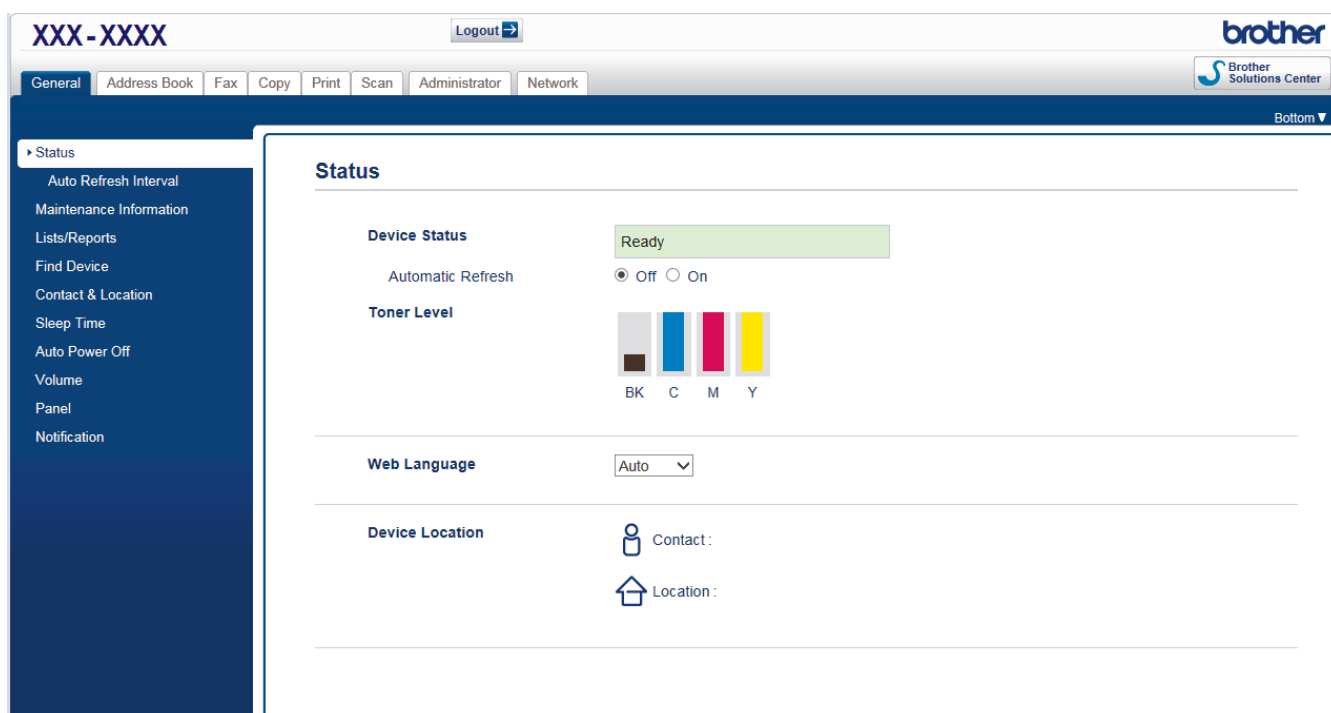 XXX-XXXX
Logout
brother
General Address Book Fax Copy Print Scan Administrator Network
Brother
Solutions Center
Bottom▼
Status
Auto Refresh Interval
Maintenance Information
Lists/Reports
Find Device
Contact & Location
Sleep Time
Auto Power Off
Volume
Panel
Notification
Status
Device Status Ready
Automatic Refresh Off On
Toner Level
BK C M Y
Web Language Auto
Device Location Contact :
Location :